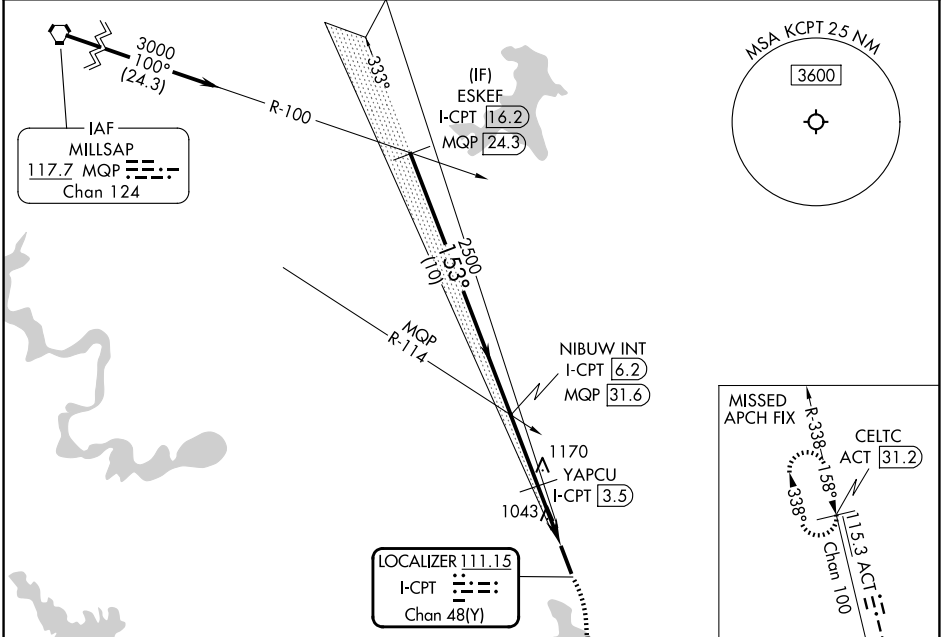 3000
100°
(24.3)
R-100
IAF
MILLSAP
117.7 MQP
Chan 124
333°
(IF)
ESKEF
I-CPT 16.2
MQP 24.3
MSA KCPT 25 NM
3600
2500
153°
(10)
MQP
R-114
NIBUW INT
I-CPT 6.2
MQP 31.6
1170
YAPCU
I-CPT 3.5
1043
LOCALIZER 111.15
I-CPT
Chan 48(Y)
MISSED
APCH FIX
R-338
158°
338°
CELTC
ACT 31.2
115.3 ACT
Chan 100